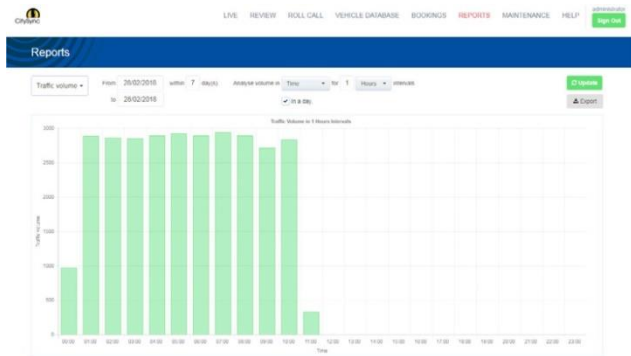 CitySync
LIVE REVIEW ROLL CALL VEHICLE DATABASE BOOKINGS REPORTS MAINTENANCE HELP
administrator
Sign Out
Reports
Traffic volume From 26/02/2018 within 7 day(s) Analyse volume in Time for 1 Hours intervals Update
to 26/02/2018 In a day Export
Traffic Volume in 1 Hours Intervals
3000
2500
2000
1500
1000
500
0
Traffic Volume
00:00 01:00 02:00 03:00 04:00 05:00 06:00 07:00 08:00 09:00 10:00 11:00 12:00 13:00 14:00 15:00 16:00 17:00 18:00 19:00 20:00 21:00 22:00 23:00
Time